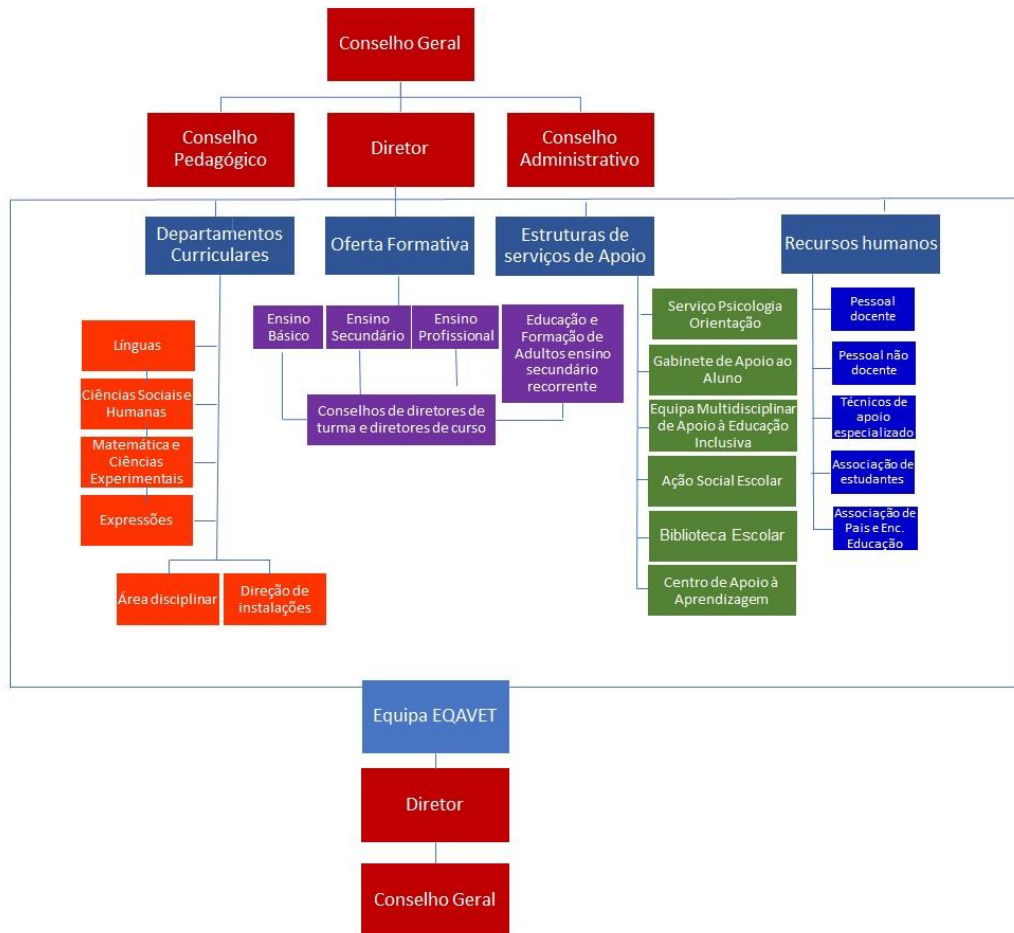 Conselho Geral
Conselho
Pedagógico
Diretor
Conselho
Administrativo
Departamentos
Curriculares
Oferta Formativa
Estruturas de
serviços de Apoio
Recursos humanos
Línguas
Ciências Sociais e
Humanas
Matemática e
Ciências
Experimentais
Expressões
Área disciplinar
Direção de
instalações
Ensino
Básico
Ensino
Secundário
Ensino
Profissional
Educação e
Formação de
Adultos ensino
secundário
recorrente
Conselhos de diretores de
turma e diretores de curso
Serviço Psicologia
Orientação
Gabinete de Apoio ao
Aluno
Equipa Multidisciplinar
de Apoio à Educação
Inclusiva
Ação Social Escolar
Biblioteca Escolar
Centro de Apoio à
Aprendizagem
Pessoal
docente
Pessoal não
docente
Técnicos de
apoio
especializado
Associação de
estudantes
Associação de
Pais e Enc.
Educação
Equipa EQAVET
Diretor
Conselho Geral